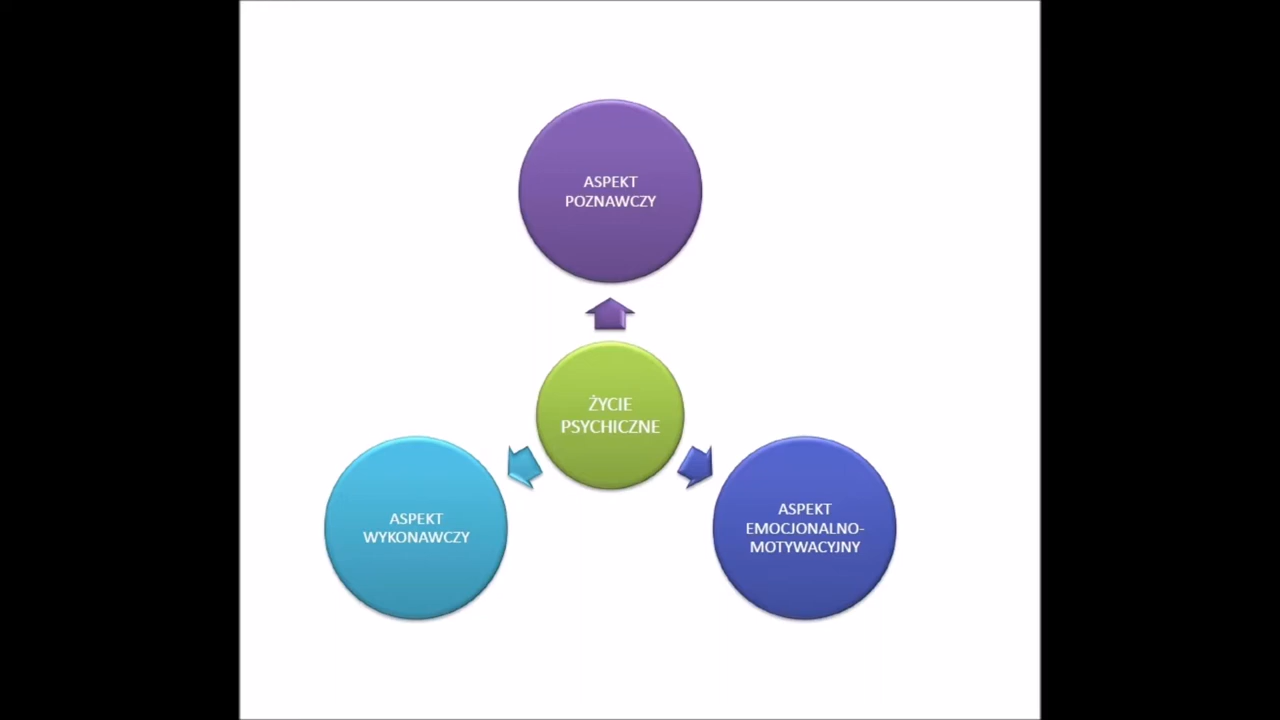 ASPEKT
POZNAWCZY
ŻYCIE
PSYCHICZNE
ASPEKT
WYKONAWCZY
ASPEKT
EMOCJONALNO-
MOTYWACYJNY